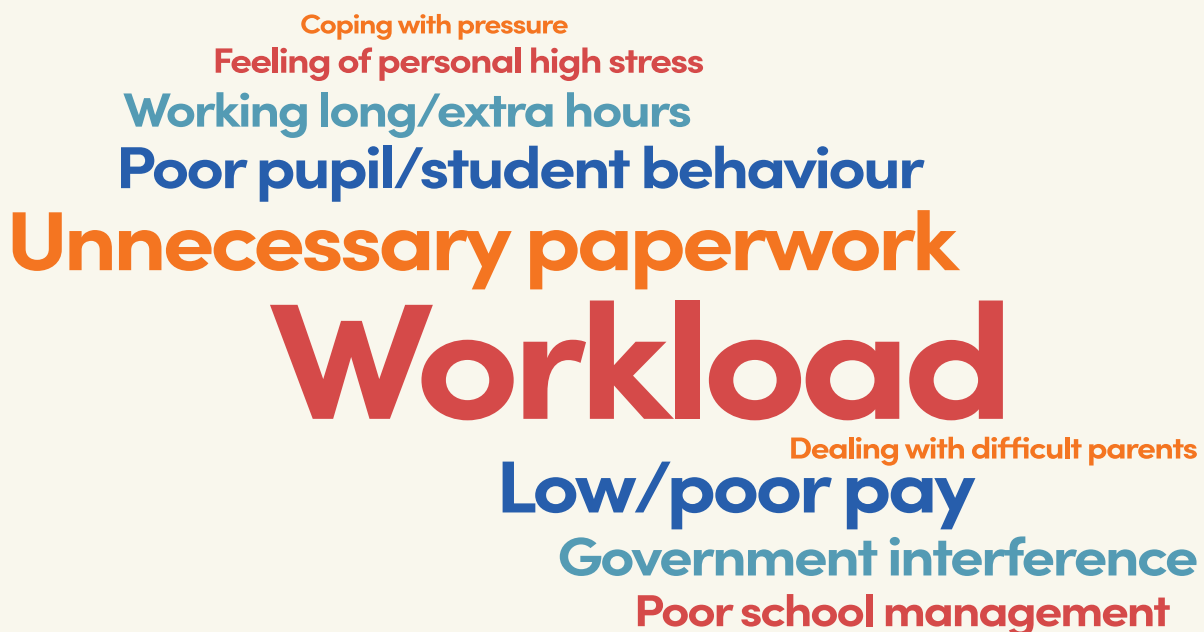 Coping with pressure
Feeling of personal high stress
Working long/extra hours
Poor pupil/student behaviour
Unnecessary paperwork
Workload
Dealing with difficult parents
Low/poor pay
Government interference
Poor school management